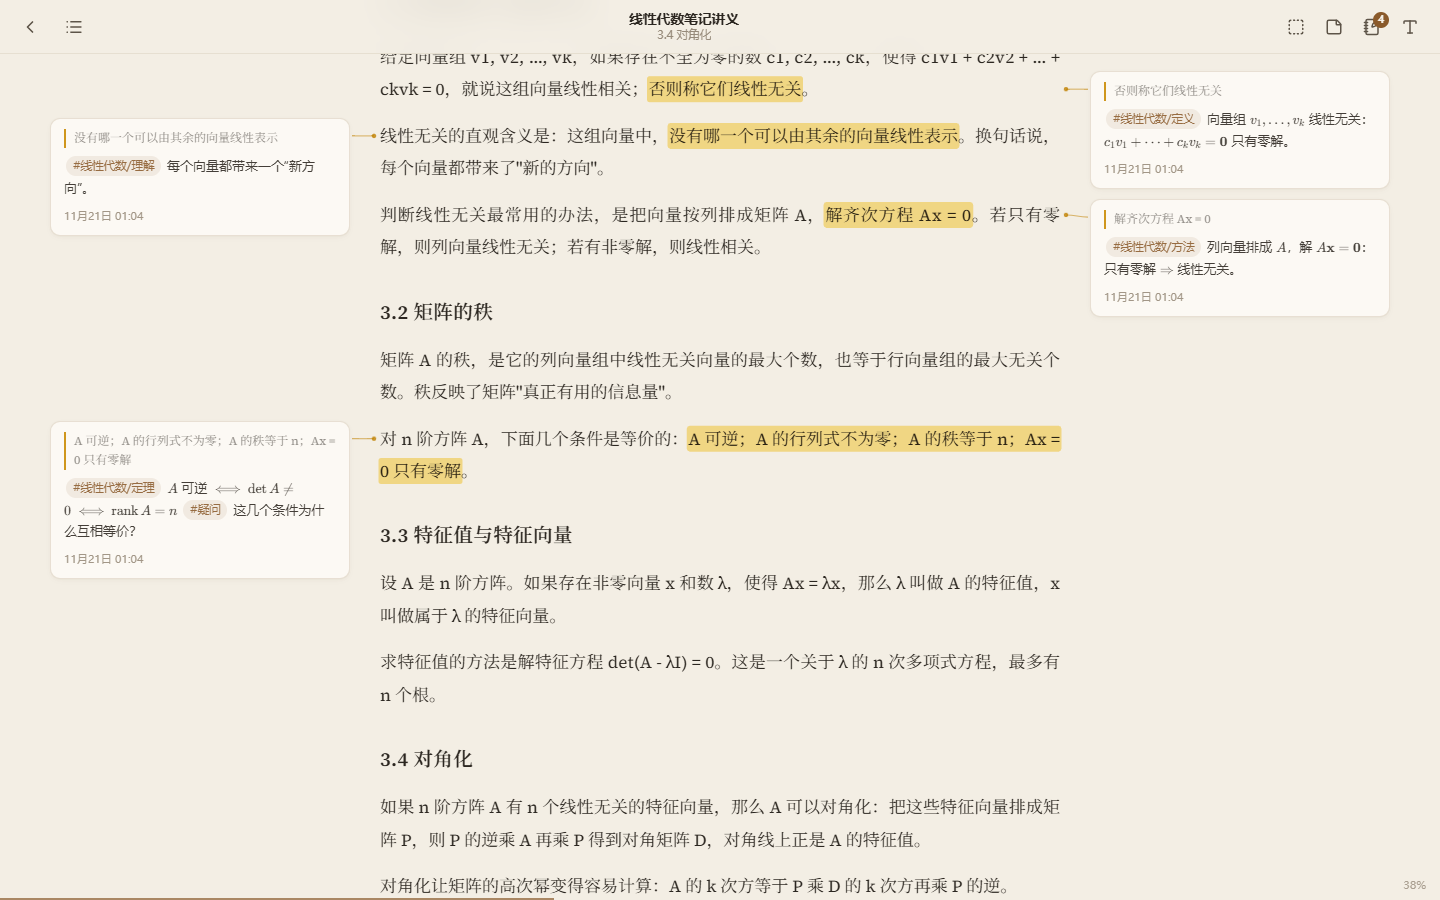 线性代数笔记讲义
3.4 对角化
4
给定向量组 v1, v2, ..., vk，如果存在不全为零的数 c1, c2, ..., ck，使得 c1v1 + c2v2 + ... +
ckvk = 0，就说这组向量线性相关；否则称它们线性无关。
线性无关的直观含义是：这组向量中，没有哪一个可以由其余的向量线性表示。换句话说，
每个向量都带来了"新的方向"。
判断线性无关最常用的办法，是把向量按列排成矩阵 A，解齐次方程 Ax = 0。若只有零
解，则列向量线性无关；若有非零解，则线性相关。
3.2 矩阵的秩
矩阵 A 的秩，是它的列向量组中线性无关向量的最大个数，也等于行向量组的最大无关个
数。秩反映了矩阵"真正有用的信息量"。
对 n 阶方阵 A，下面几个条件是等价的：A 可逆；A 的行列式不为零；A 的秩等于 n；Ax =
0 只有零解。
3.3 特征值与特征向量
设 A 是 n 阶方阵。如果存在非零向量 x 和数 λ，使得 Ax = λx，那么 λ 叫做 A 的特征值，x
叫做属于 λ 的特征向量。
求特征值的方法是解特征方程 det(A - λI) = 0。这是一个关于 λ 的 n 次多项式方程，最多有
n 个根。
3.4 对角化
如果 n 阶方阵 A 有 n 个线性无关的特征向量，那么 A 可以对角化：把这些特征向量排成矩
阵 P，则 P 的逆乘 A 再乘 P 得到对角矩阵 D，对角线上正是 A 的特征值。
对角化让矩阵的高次幂变得容易计算：A 的 k 次方等于 P 乘 D 的 k 次方再乘 P 的逆。
没有哪一个可以由其余的向量线性表示
#线性代数/理解 每个向量都带来一个“新方
向”。
11月21日 01:04
A 可逆；A 的行列式不为零；A 的秩等于 n；Ax =
0 只有零解
#线性代数/定理 A 可逆 ⟺ det A ≠
0 ⟺ rank A = n #疑问 这几个条件为什
么互相等价？
11月21日 01:04
否则称它们线性无关
#线性代数/定义 向量组 v₁, . . . , vₖ 线性无关：
c₁v₁ + ⋯ + cₖvₖ = 0 只有零解。
11月21日 01:04
解齐次方程 Ax = 0
#线性代数/方法 列向量排成 A，解 Ax = 0：
只有零解 ⇒ 线性无关。
11月21日 01:04
38%